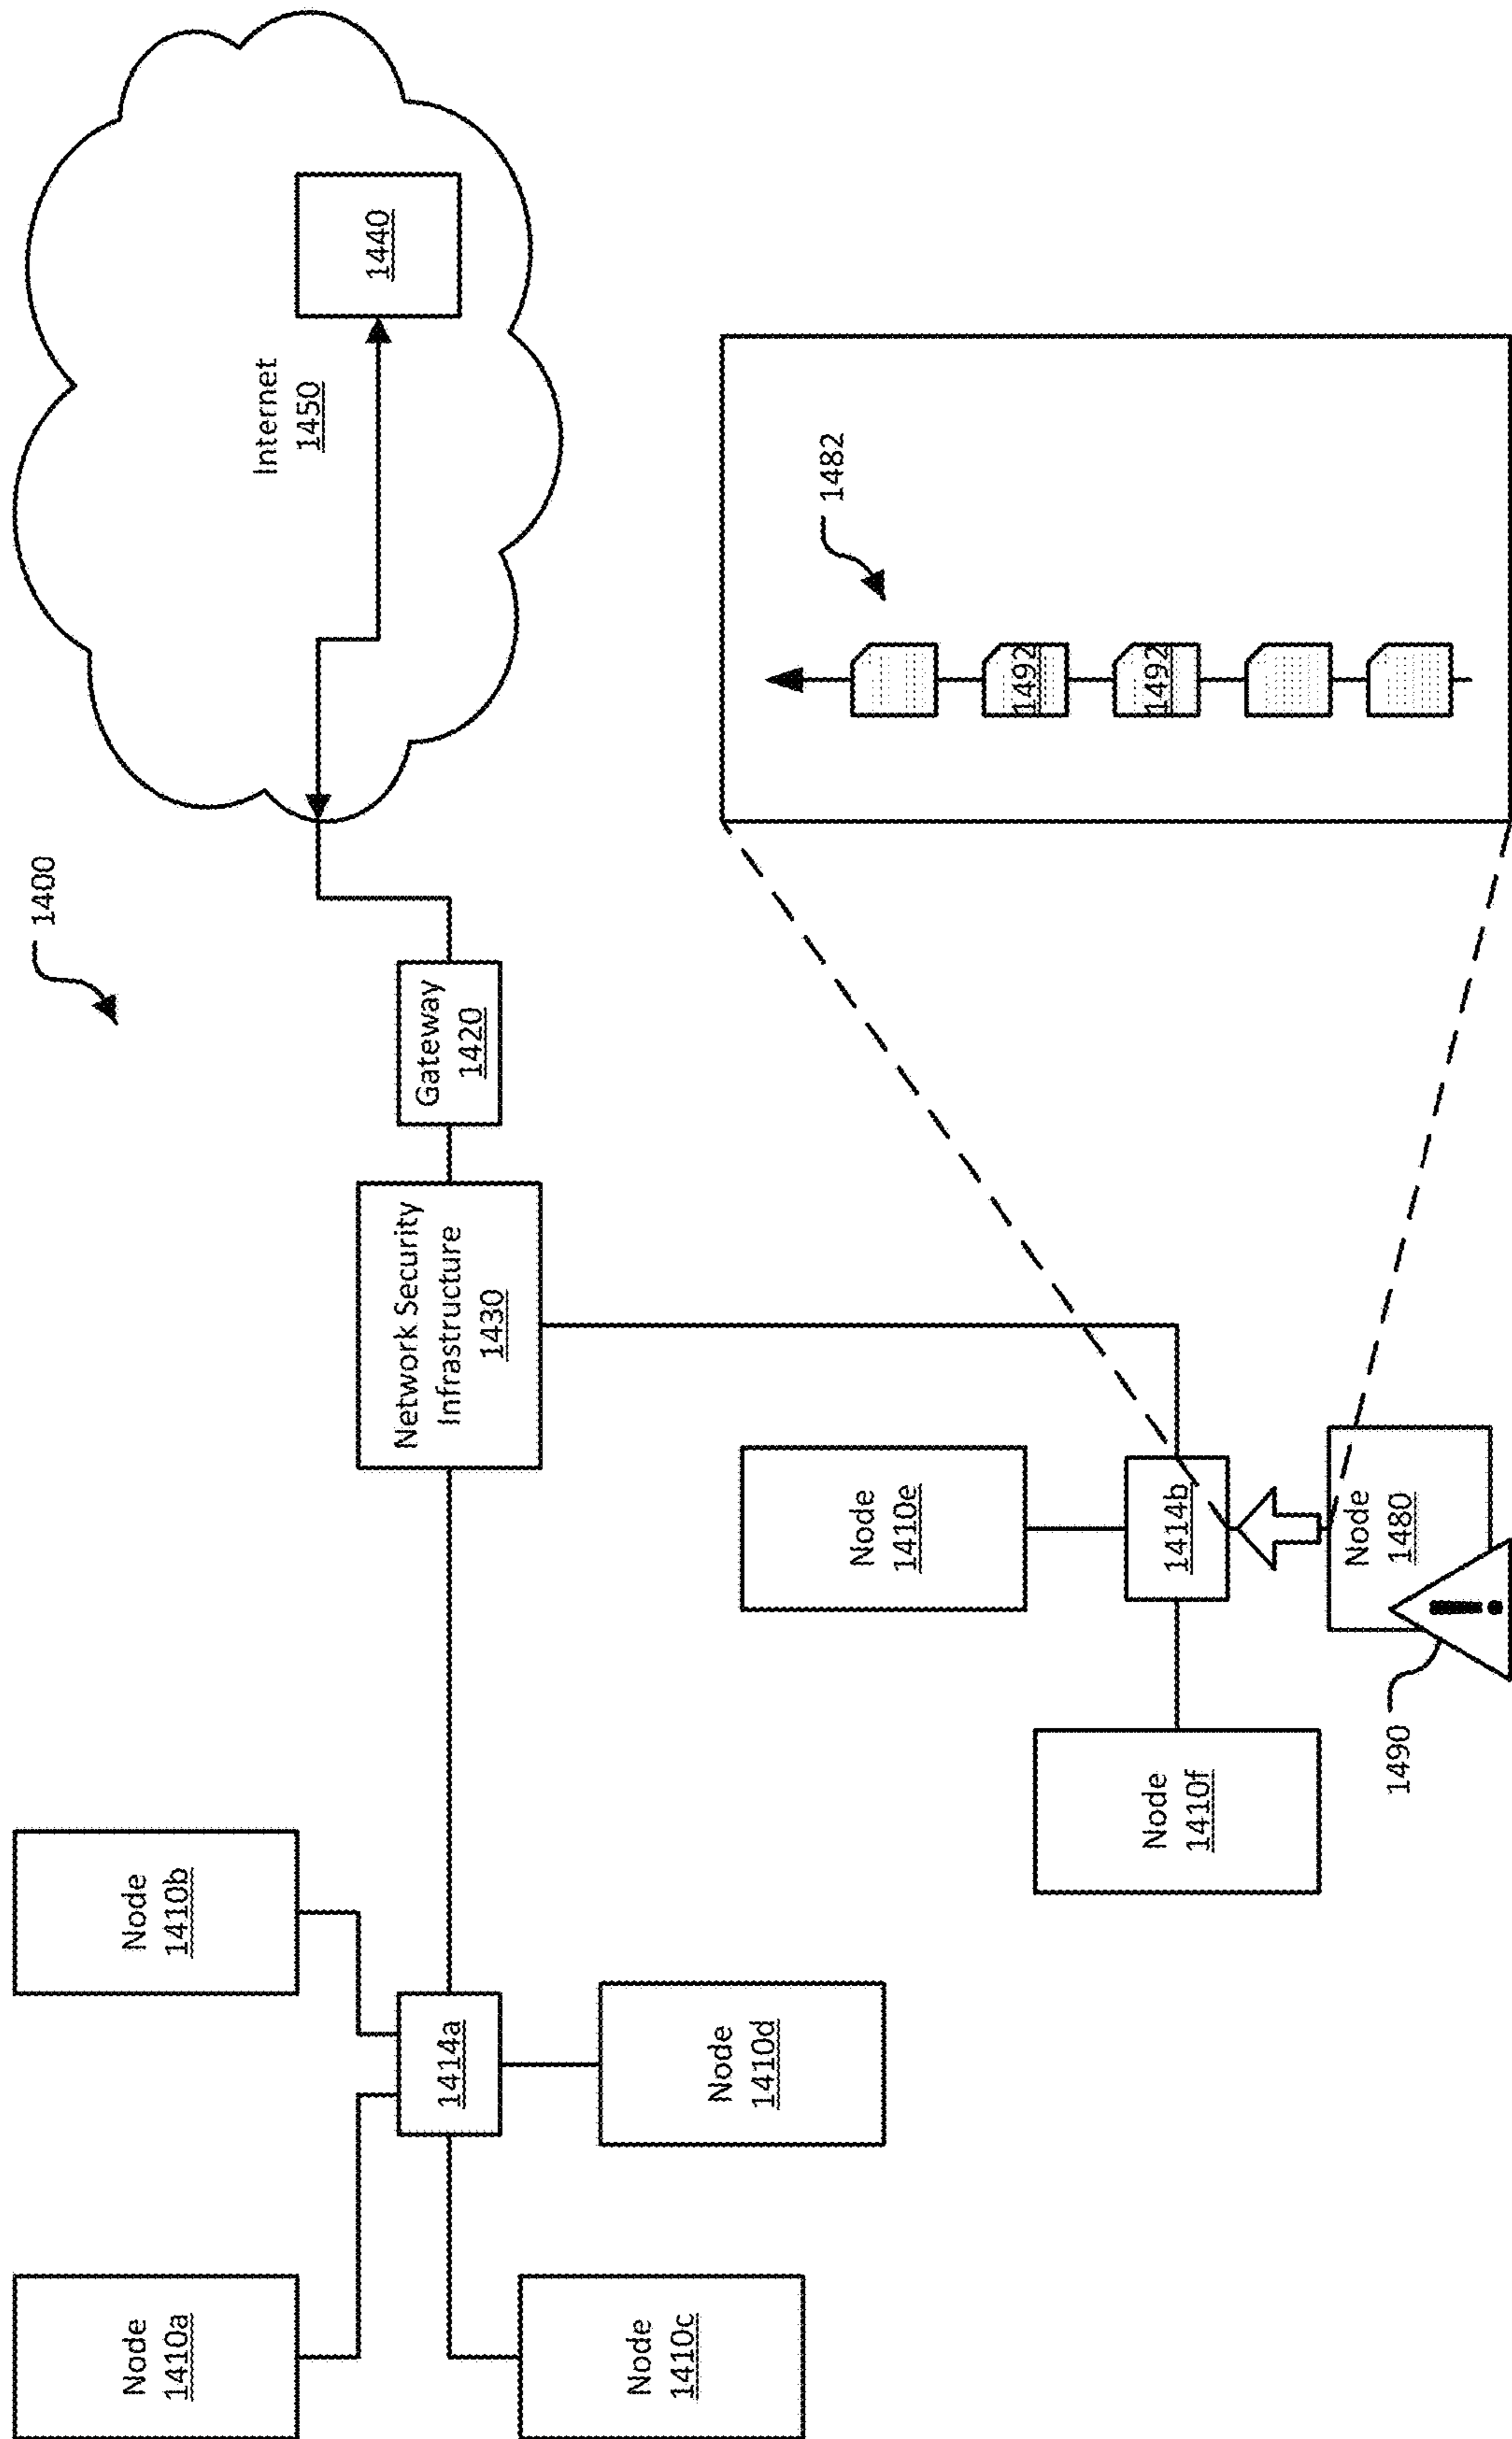 1400
Node
1410a
Node
1410b
Node
1410c
Node
1410d
1414a
Network Security
Infrastructure
1430
Gateway
1420
Internet
1450
1440
Node
1410e
Node
1410f
1414b
Node
1480
1490
1482
1492
1492